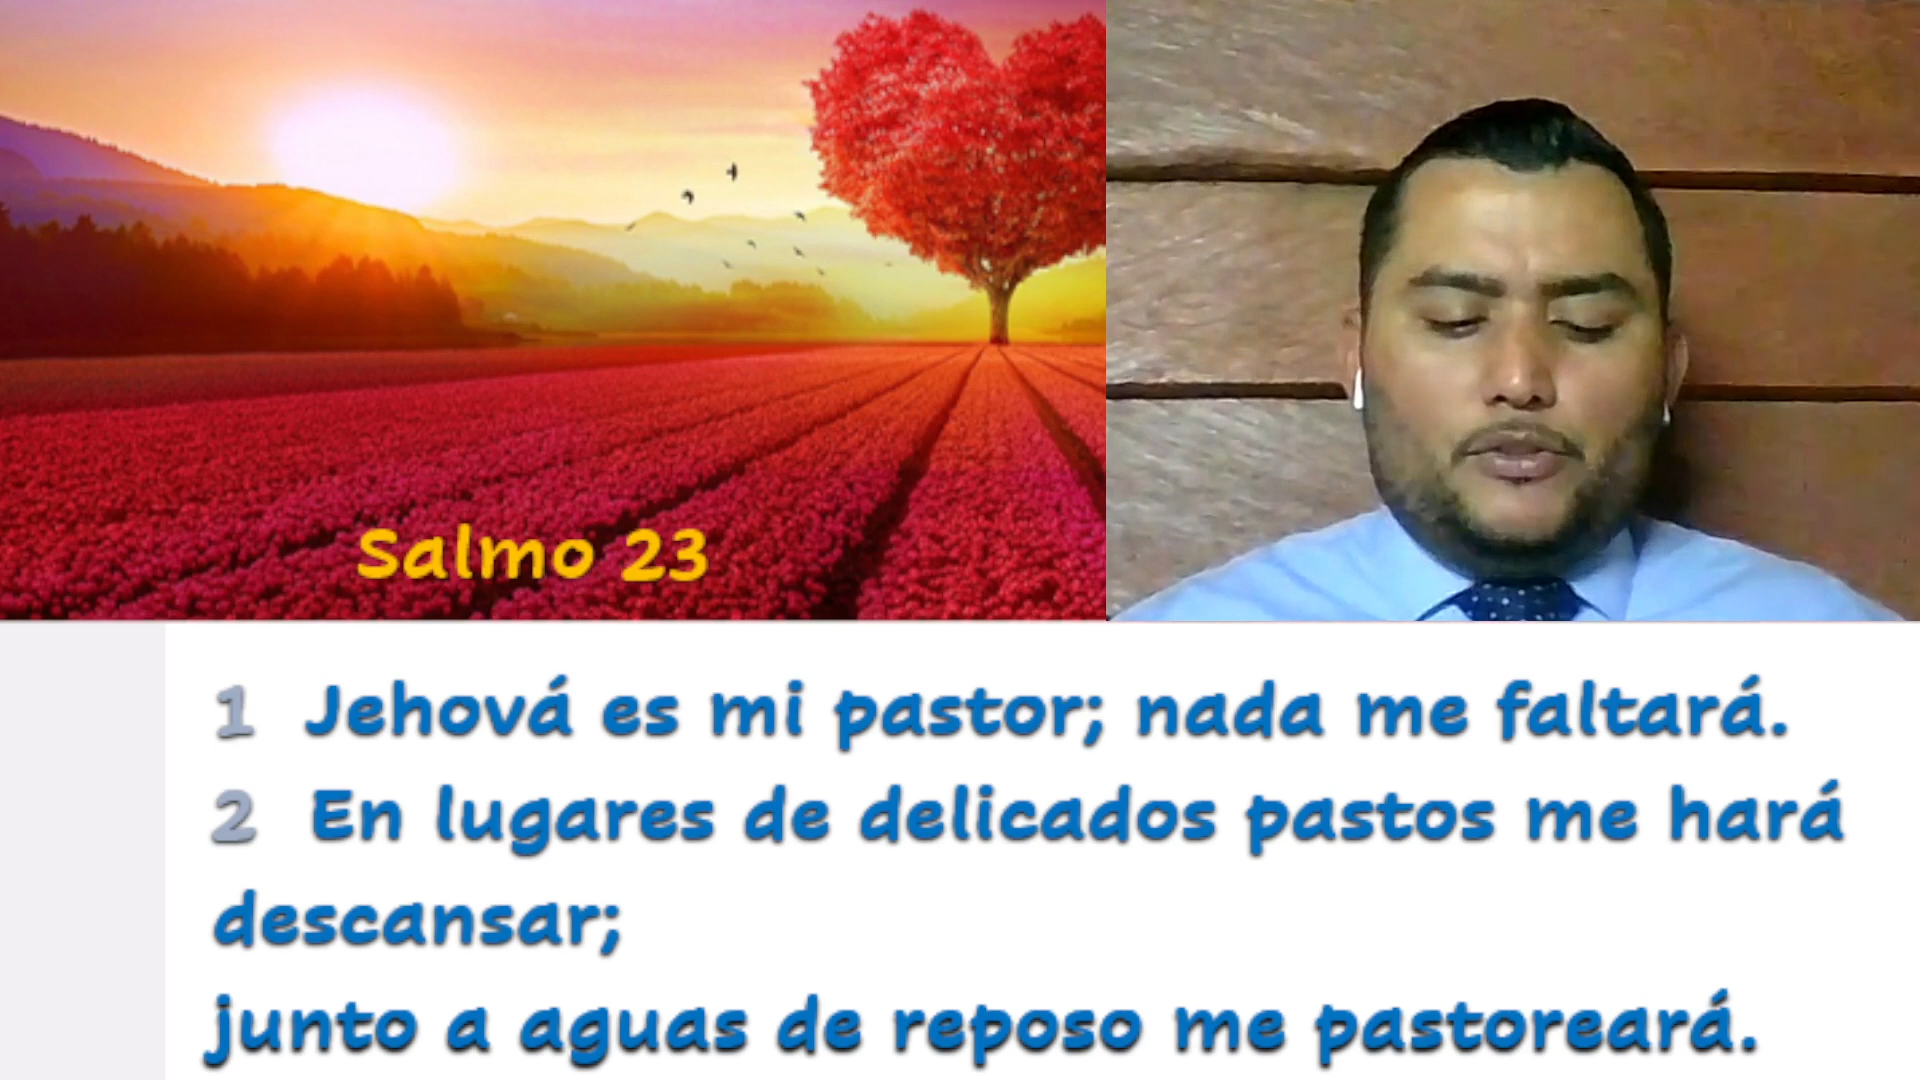 Salmo 23
1 Jehová es mi pastor; nada me faltará.
2 En lugares de delicados pastos me hará
descansar;
junto a aguas de reposo me pastoreará.